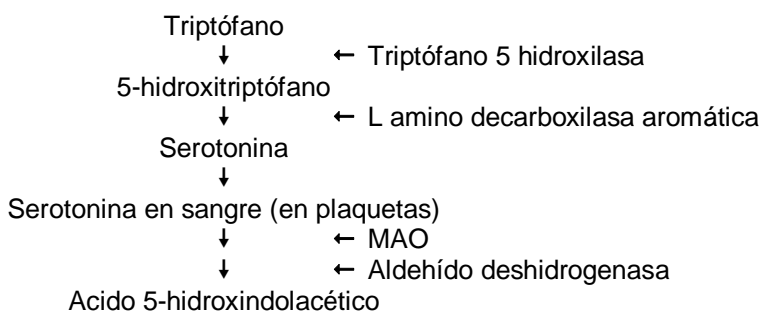 Triptófano
↓ ← Triptófano 5 hidroxilasa
5-hidroxitriptófano
↓ ← L amino decarboxilasa aromática
Serotonina
↓
Serotonina en sangre (en plaquetas)
↓ ← MAO
↓ ← Aldehído deshidrogenasa
Acido 5-hidroxindolacético